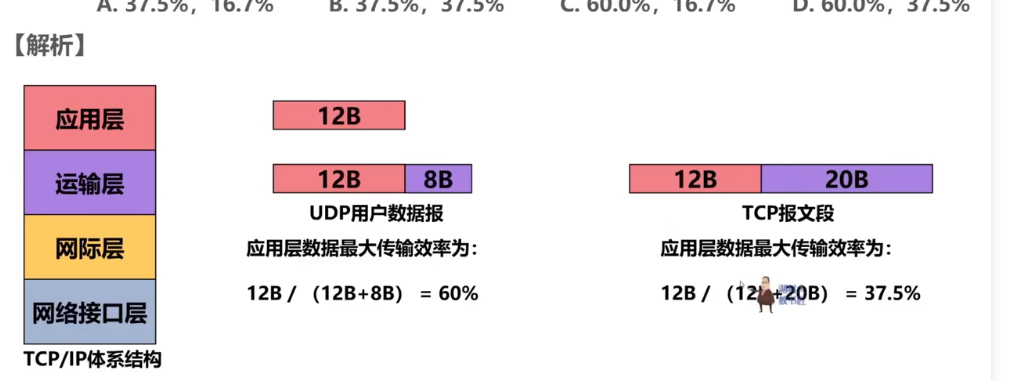 A. 37.5%，16.7% B. 37.5%，37.5% C. 60.0%，16.7% D. 60.0%，37.5%
【解析】
应用层
运输层
网际层
网络接口层
TCP/IP体系结构
12B
12B 8B
UDP用户数据报
应用层数据最大传输效率为：
12B / （12B+8B） = 60%
12B 20B
TCP报文段
应用层数据最大传输效率为：
12B / （12B+20B） = 37.5%